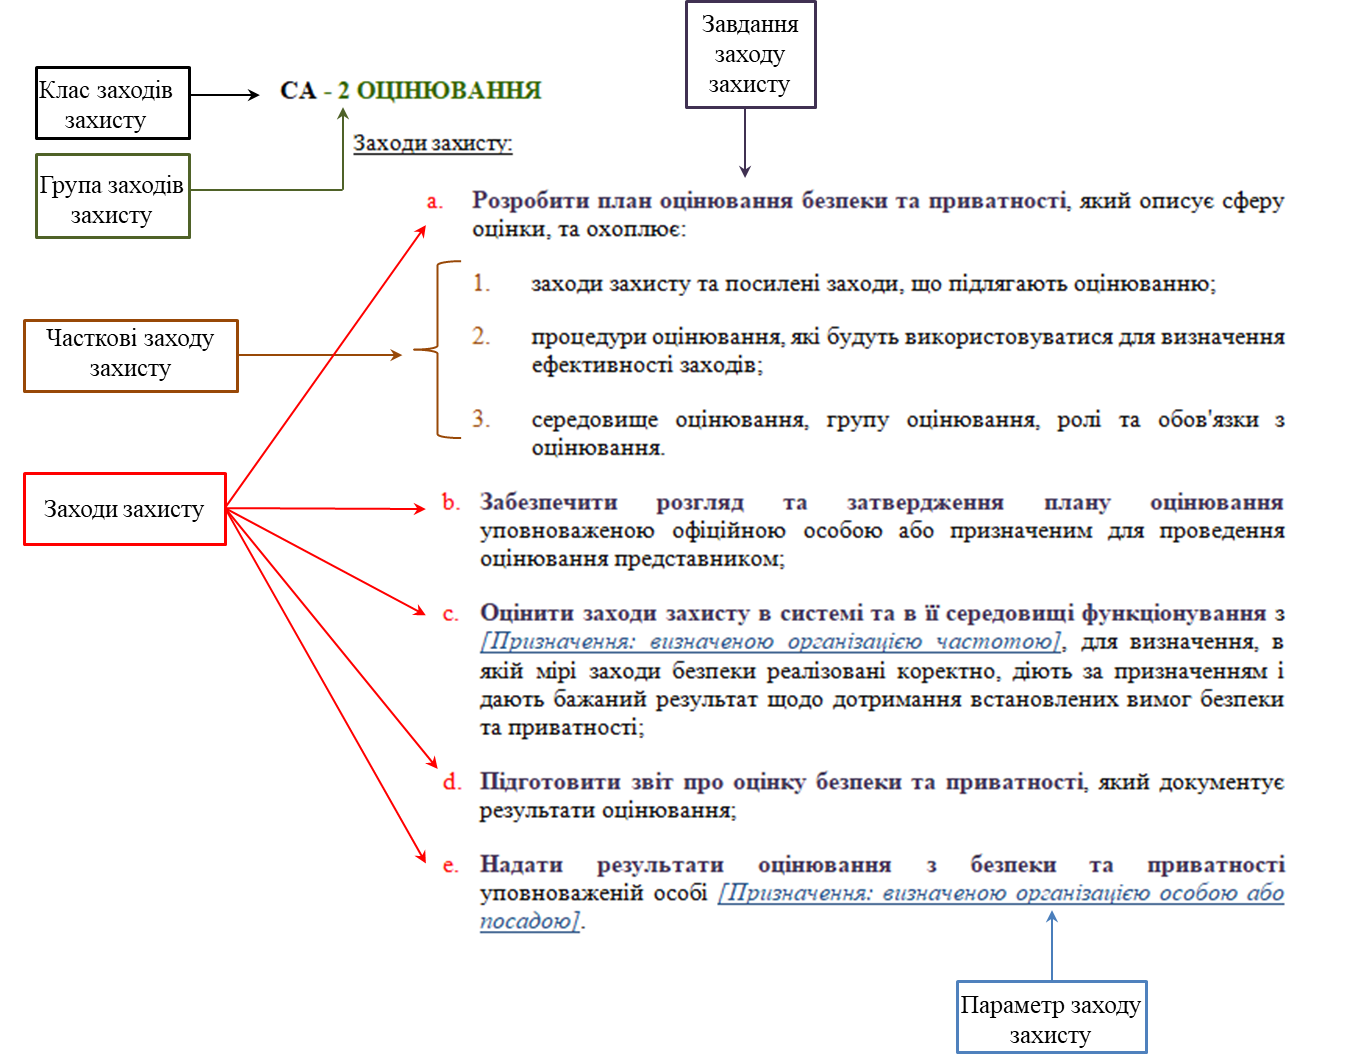 Завдання
заходу
захисту
Клас заходів
захисту
СА - 2 ОЦІНЮВАННЯ
Заходи захисту:
Група заходів
захисту
a. Розробити план оцінювання безпеки та приватності, який описує сферу
оцінки, та охоплює:
1. заходи захисту та посилені заходи, що підлягають оцінюванню;
Часткові заходу
захисту
2. процедури оцінювання, які будуть використовуватися для визначення
ефективності заходів;
3. середовище оцінювання, групу оцінювання, ролі та обов'язки з
оцінювання.
Заходи захисту
b. Забезпечити розгляд та затвердження плану оцінювання
уповноваженою офіційною особою або призначеним для проведення
оцінювання представником;
c. Оцінити заходи захисту в системі та в її середовищі функціонування з
[Призначення: визначеною організацією частотою], для визначення, в
якій мірі заходи безпеки реалізовані коректно, діють за призначенням і
дають бажаний результат щодо дотримання встановлених вимог безпеки
та приватності;
d. Підготовити звіт про оцінку безпеки та приватності, який документує
результати оцінювання;
e. Надати результати оцінювання з безпеки та приватності
уповноваженій особі [Призначення: визначеною організацією особою або
посадою].
Параметр заходу
захисту